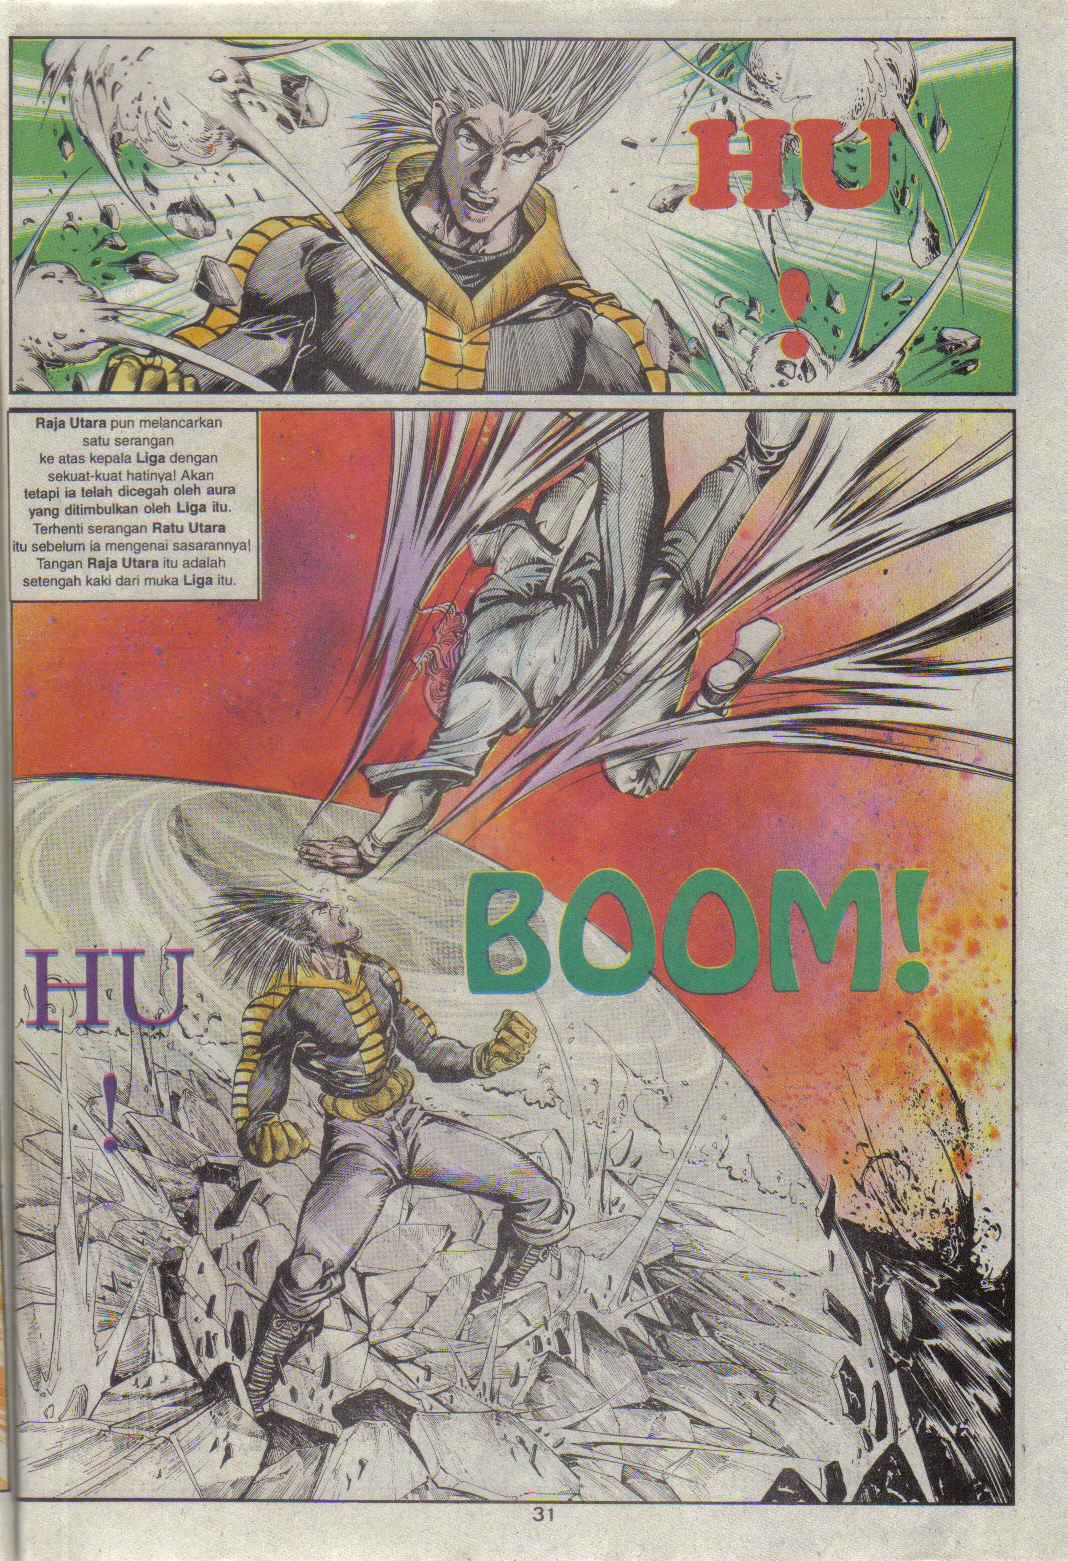 HU
!
Raja Utara pun melancarkan
satu serangan
ke atas kepala Liga dengan
sekuat-kuat hatinya! Akan
tetapi ia telah dicegah oleh aura
yang ditimbulkan oleh Liga itu.
Terhenti serangan Ratu Utara
itu sebelum ia mengenai sasarannya!
Tangan Raja Utara itu adalah
setengah kaki dari muka Liga itu.
BOOM!
HU
!
31